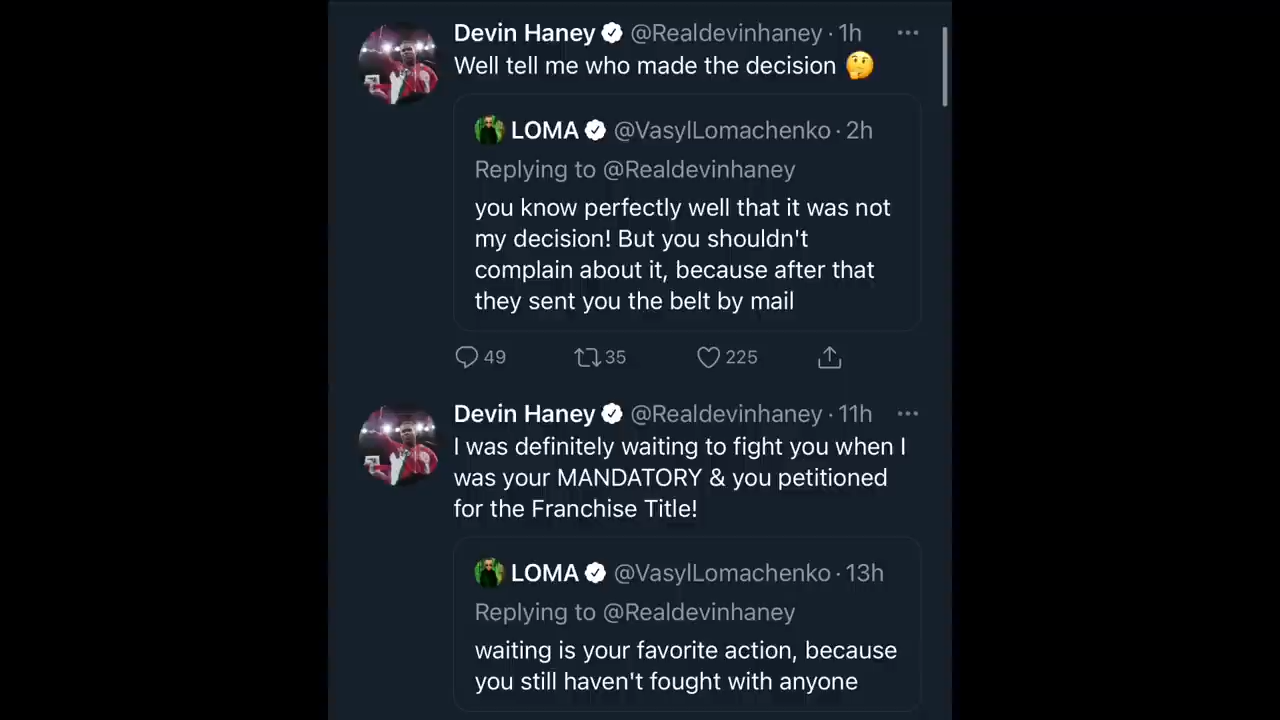 Devin Haney @Realdevinhaney · 1h
Well tell me who made the decision 🤔
LOMA @VasylLomachenko · 2h
Replying to @Realdevinhaney
you know perfectly well that it was not
my decision! But you shouldn't
complain about it, because after that
they sent you the belt by mail
49 35 225
Devin Haney @Realdevinhaney · 11h
I was definitely waiting to fight you when I
was your MANDATORY & you petitioned
for the Franchise Title!
LOMA @VasylLomachenko · 13h
Replying to @Realdevinhaney
waiting is your favorite action, because
you still haven't fought with anyone